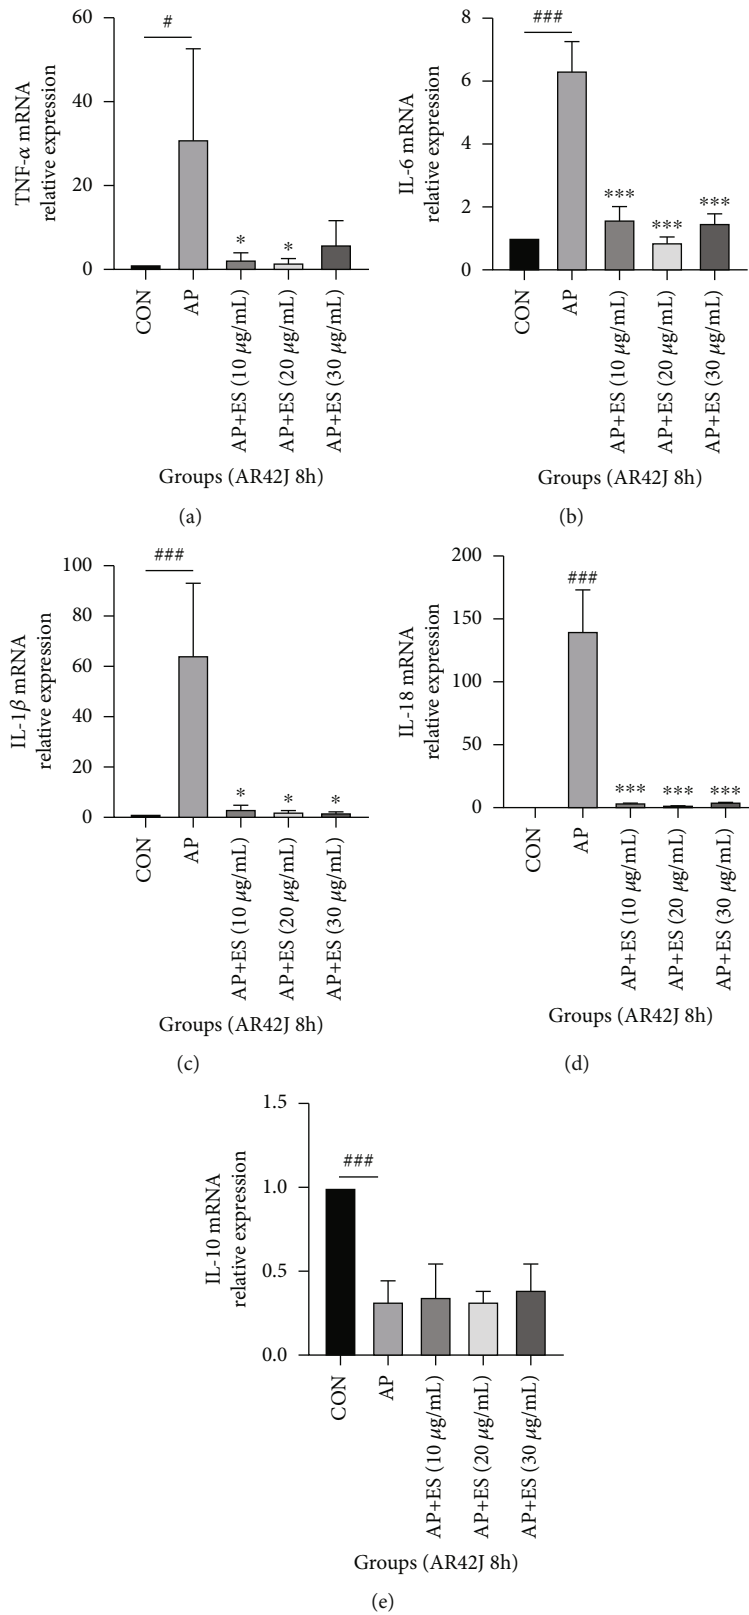 TNF-α mRNA
relative expression
60
40
20
0
#
*
*
CON
AP
AP+ES (10 μg/mL)
AP+ES (20 μg/mL)
AP+ES (30 μg/mL)
Groups (AR42J 8h)
(a)
IL-6 mRNA
relative expression
8
6
4
2
0
###
***
***
***
CON
AP
AP+ES (10 μg/mL)
AP+ES (20 μg/mL)
AP+ES (30 μg/mL)
Groups (AR42J 8h)
(b)
IL-1β mRNA
relative expression
100
80
60
40
20
0
###
*
*
*
CON
AP
AP+ES (10 μg/mL)
AP+ES (20 μg/mL)
AP+ES (30 μg/mL)
Groups (AR42J 8h)
(c)
IL-18 mRNA
relative expression
200
150
100
50
0
###
***
***
***
CON
AP
AP+ES (10 μg/mL)
AP+ES (20 μg/mL)
AP+ES (30 μg/mL)
Groups (AR42J 8h)
(d)
IL-10 mRNA
relative expression
1.5
1.0
0.5
0.0
###
CON
AP
AP+ES (10 μg/mL)
AP+ES (20 μg/mL)
AP+ES (30 μg/mL)
Groups (AR42J 8h)
(e)